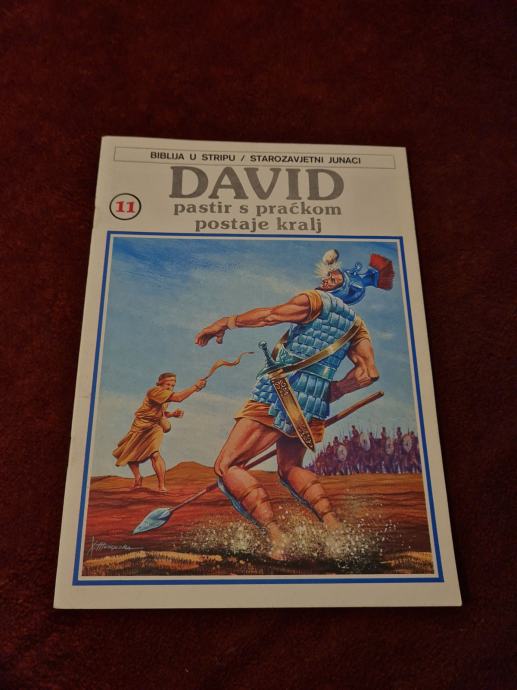 BIBLIJA U STRIPU / STAROZAVJETNI JUNACI
DAVID
11
pastir s praćkom
postaje kralj